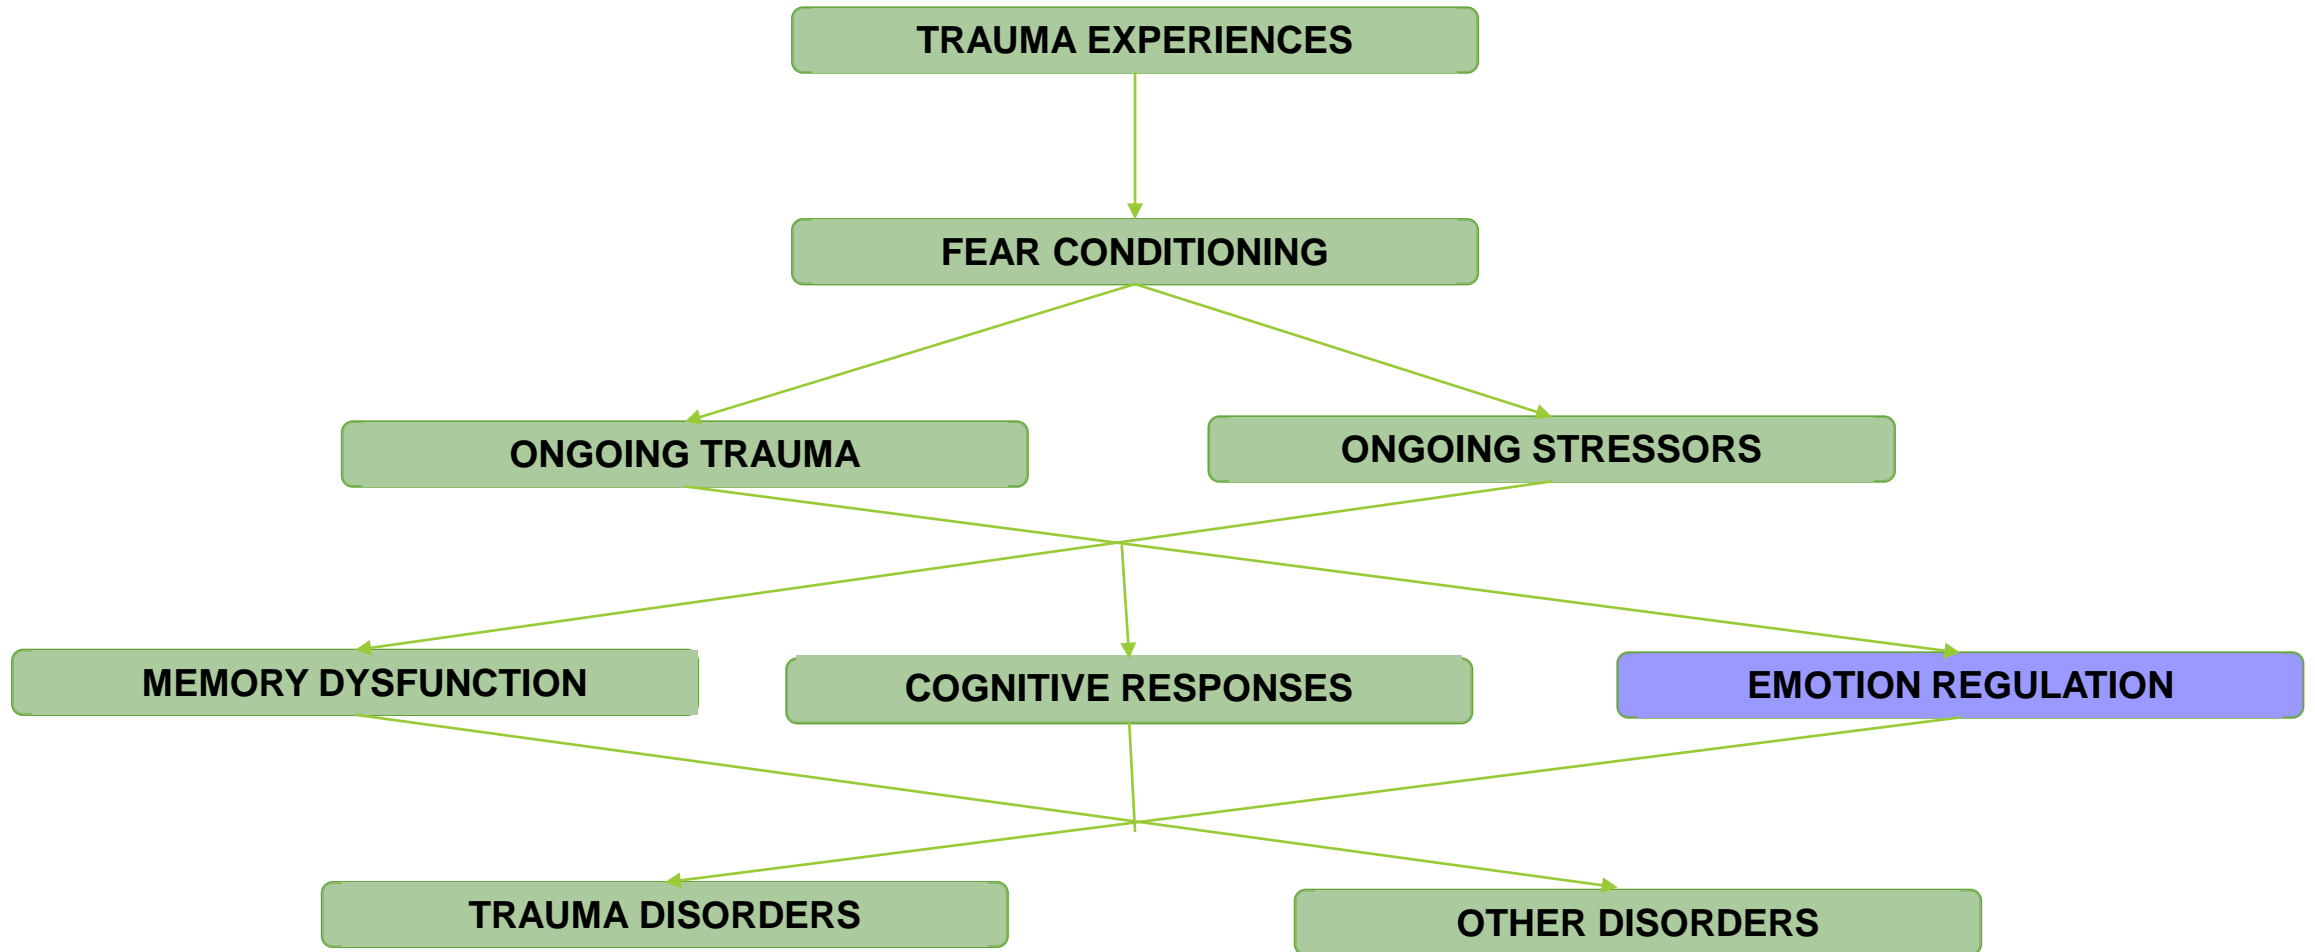 TRAUMA EXPERIENCES
FEAR CONDITIONING
ONGOING TRAUMA
ONGOING STRESSORS
MEMORY DYSFUNCTION
COGNITIVE RESPONSES
EMOTION REGULATION
TRAUMA DISORDERS
OTHER DISORDERS